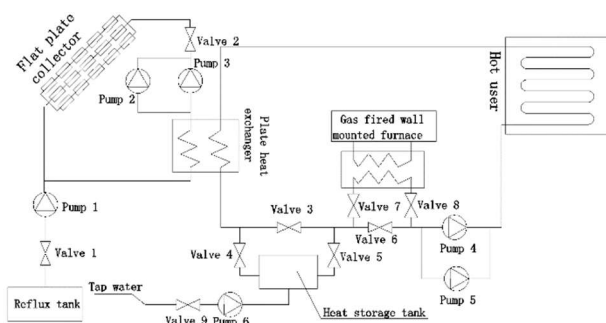 Flat plate
collector
Valve 2
Pump 2
Pump 3
Plate heat
exchanger
Hot user
Gas fired wall
mounted furnace
Pump 1
Valve 1
Reflux tank
Valve 3
Valve 4
Valve 5
Valve 7
Valve 8
Valve 6
Pump 4
Pump 5
Tap water
Valve 9
Pump 6
Heat storage tank